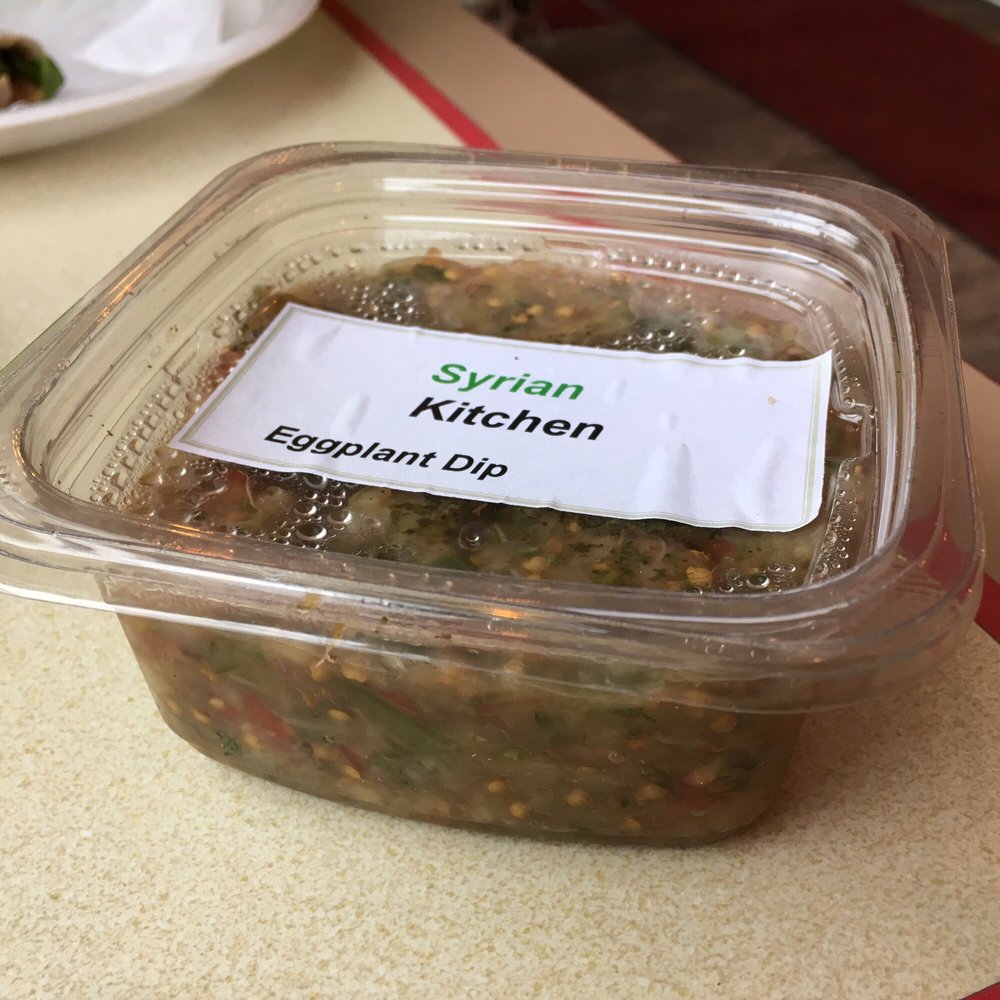 Syrian
Kitchen
Eggplant Dip